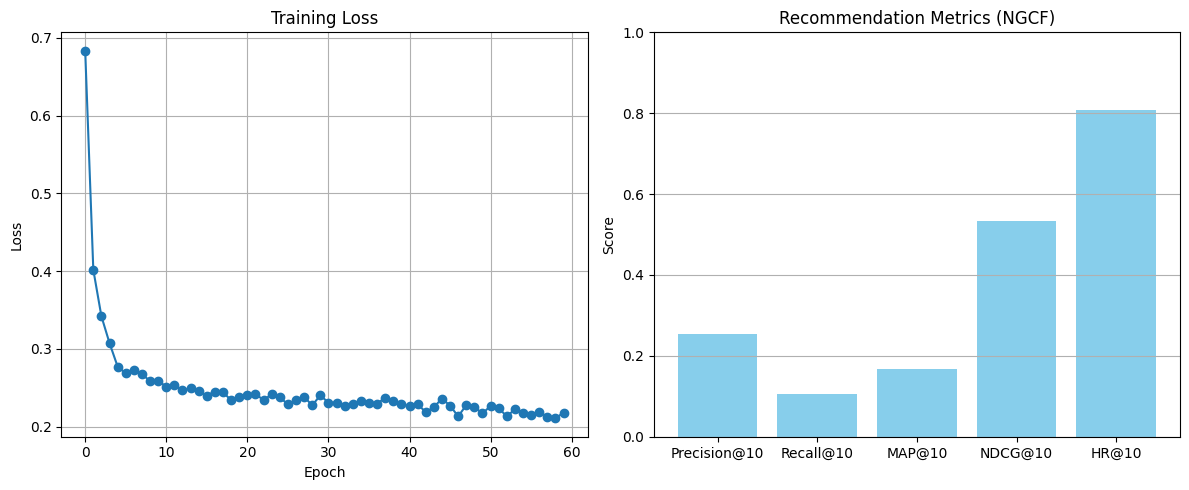 Training Loss
0.7
0.6
0.5
0.4
0.3
0.2
Loss
0 10 20 30 40 50 60
Epoch
Recommendation Metrics (NGCF)
1.0
0.8
0.6
0.4
0.2
0.0
Score
Precision@10 Recall@10 MAP@10 NDCG@10 HR@10